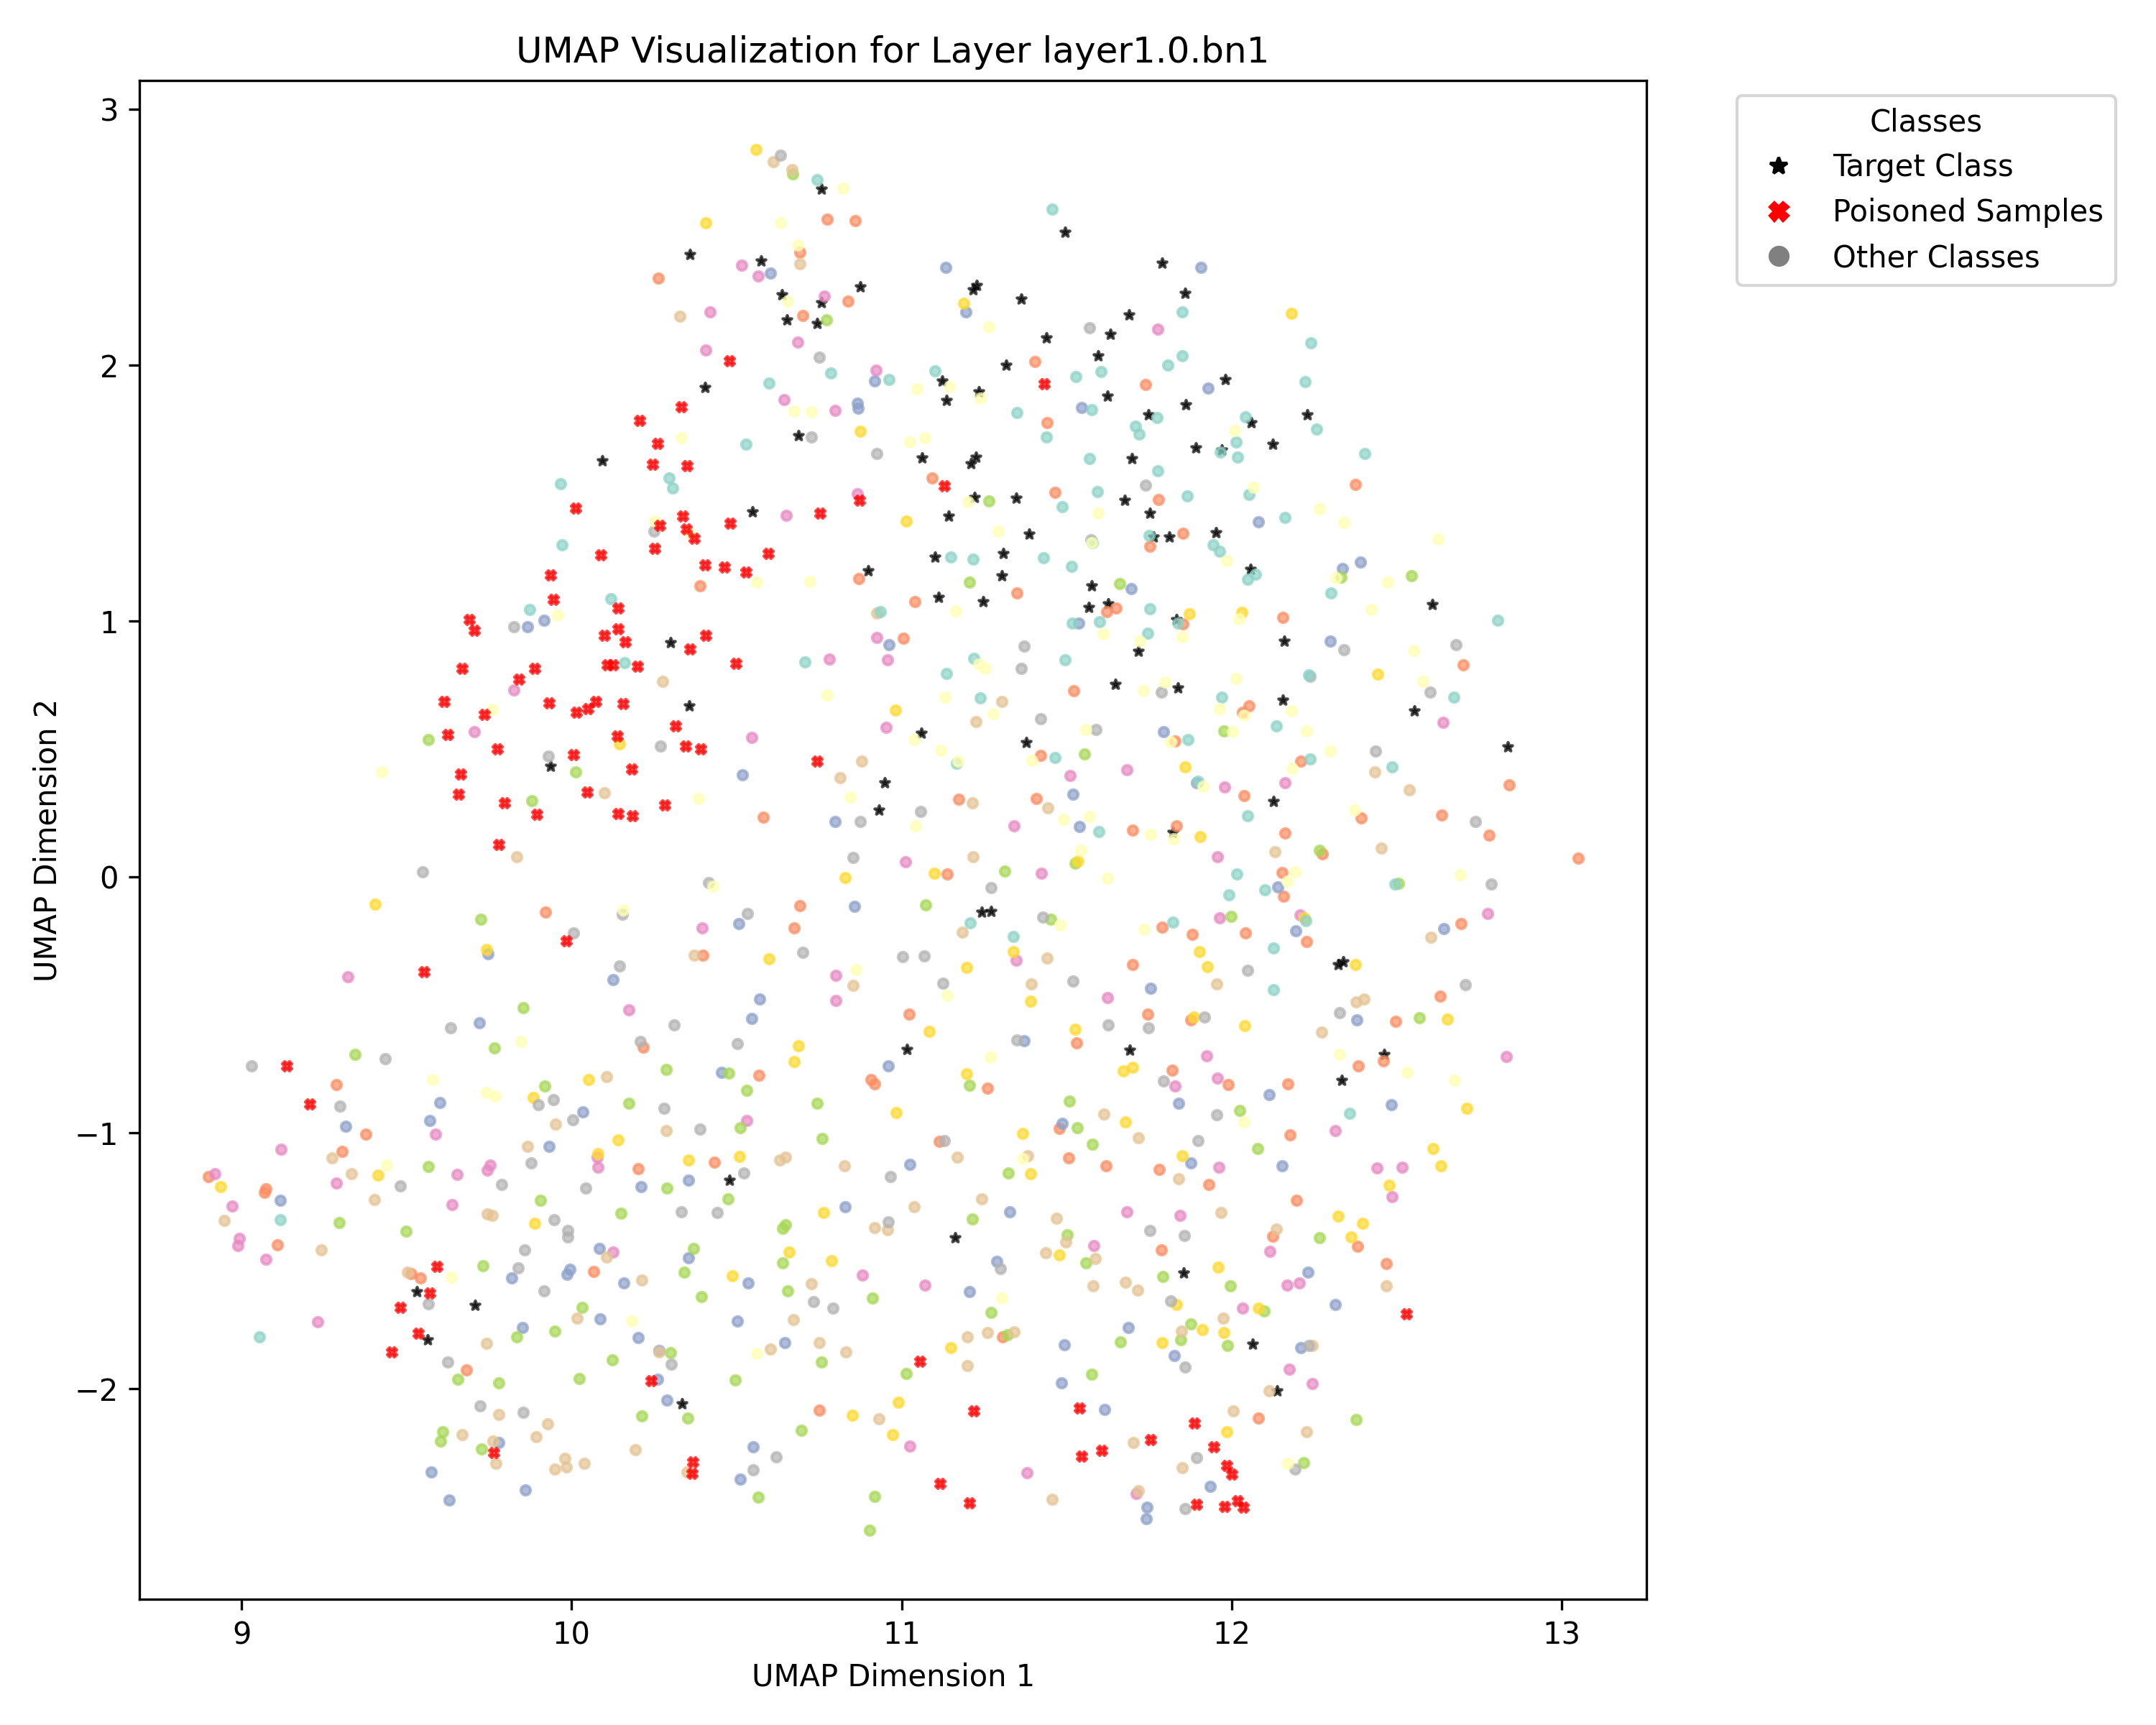 UMAP Visualization for Layer layer1.0.bn1
Classes
Target Class
Poisoned Samples
Other Classes
3
2
1
0
−1
−2
UMAP Dimension 2
9
10
11
12
13
UMAP Dimension 1